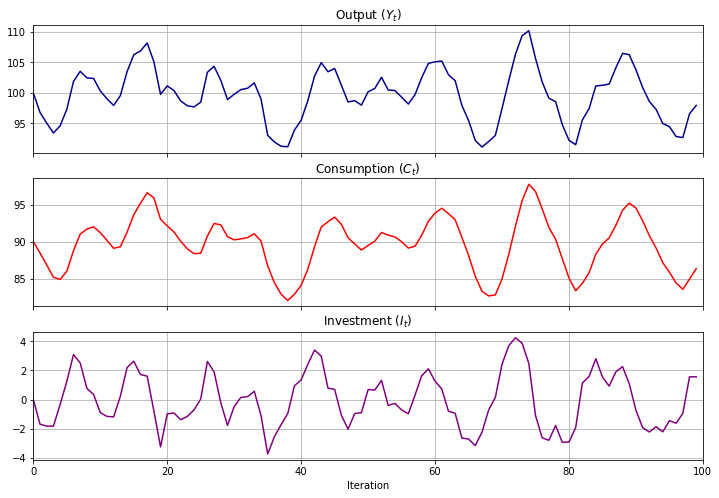 Output (Y_t)
110
105
100
95
Consumption (C_t)
95
90
85
Investment (I_t)
4
2
0
−2
−4
0 20 40 60 80 100
Iteration